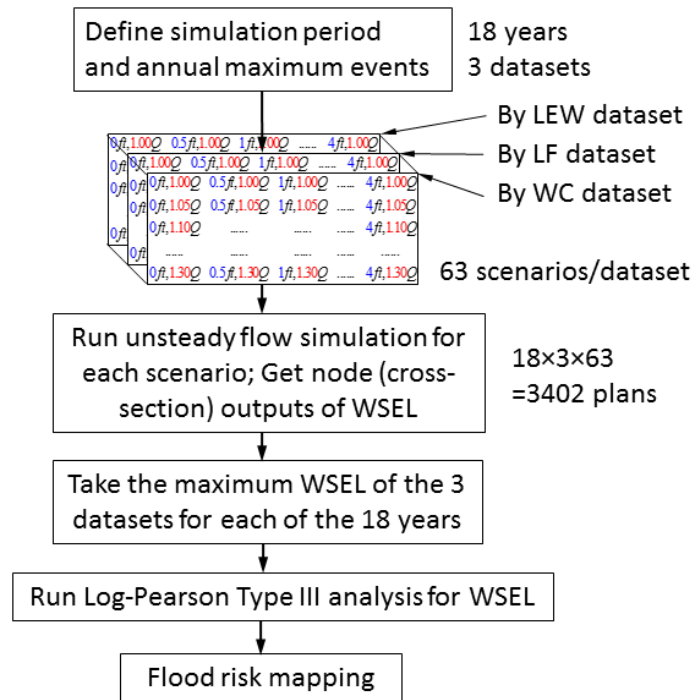 Define simulation period
and annual maximum events
18 years
3 datasets
By LEW dataset
By LF dataset
By WC dataset
0ft,1.00Q 0.5ft,1.00Q 1ft,1.00Q ...... 4ft,1.00Q
0ft,1.00Q 0.5ft,1.00Q 1ft,1.00Q ...... 4ft,1.00Q
0ft,1.00Q 0.5ft,1.00Q 1ft,1.00Q ...... 4ft,1.00Q
0ft,1.05Q 0.5ft,1.05Q 1ft,1.05Q ...... 4ft,1.05Q
0ft,1.10Q ...... ...... ...... 4ft,1.10Q
...... ...... ...... ...... ......
0ft,1.30Q 0.5ft,1.30Q 1ft,1.30Q ...... 4ft,1.30Q
0ft
0ft
0ft
0ft
0ft
0ft
63 scenarios/dataset
Run unsteady flow simulation for
each scenario; Get node (cross-
section) outputs of WSEL
18×3×63
=3402 plans
Take the maximum WSEL of the 3
datasets for each of the 18 years
Run Log-Pearson Type III analysis for WSEL
Flood risk mapping